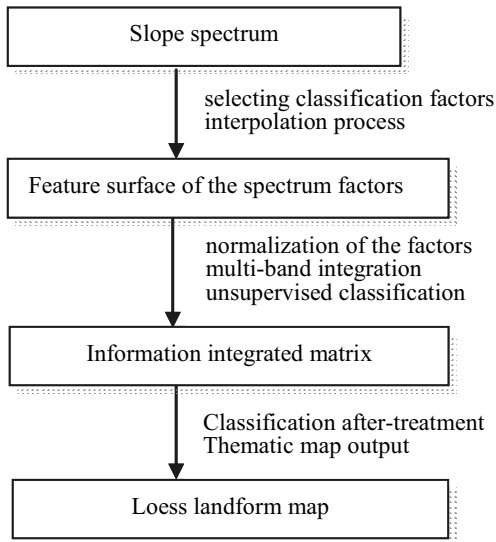 Slope spectrum
selecting classification factors
interpolation process
Feature surface of the spectrum factors
normalization of the factors
multi-band integration
unsupervised classification
Information integrated matrix
Classification after-treatment
Thematic map output
Loess landform map